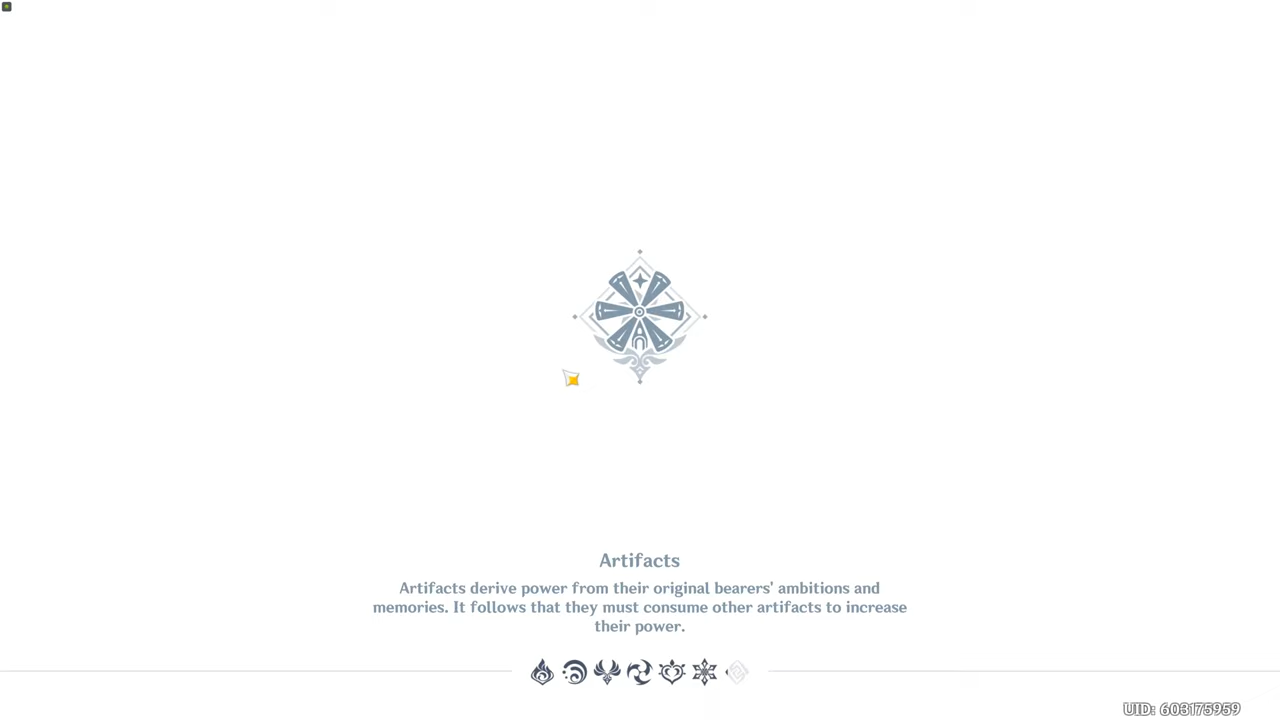 Artifacts
Artifacts derive power from their original bearers' ambitions and
memories. It follows that they must consume other artifacts to increase
their power.
UID: 603175959